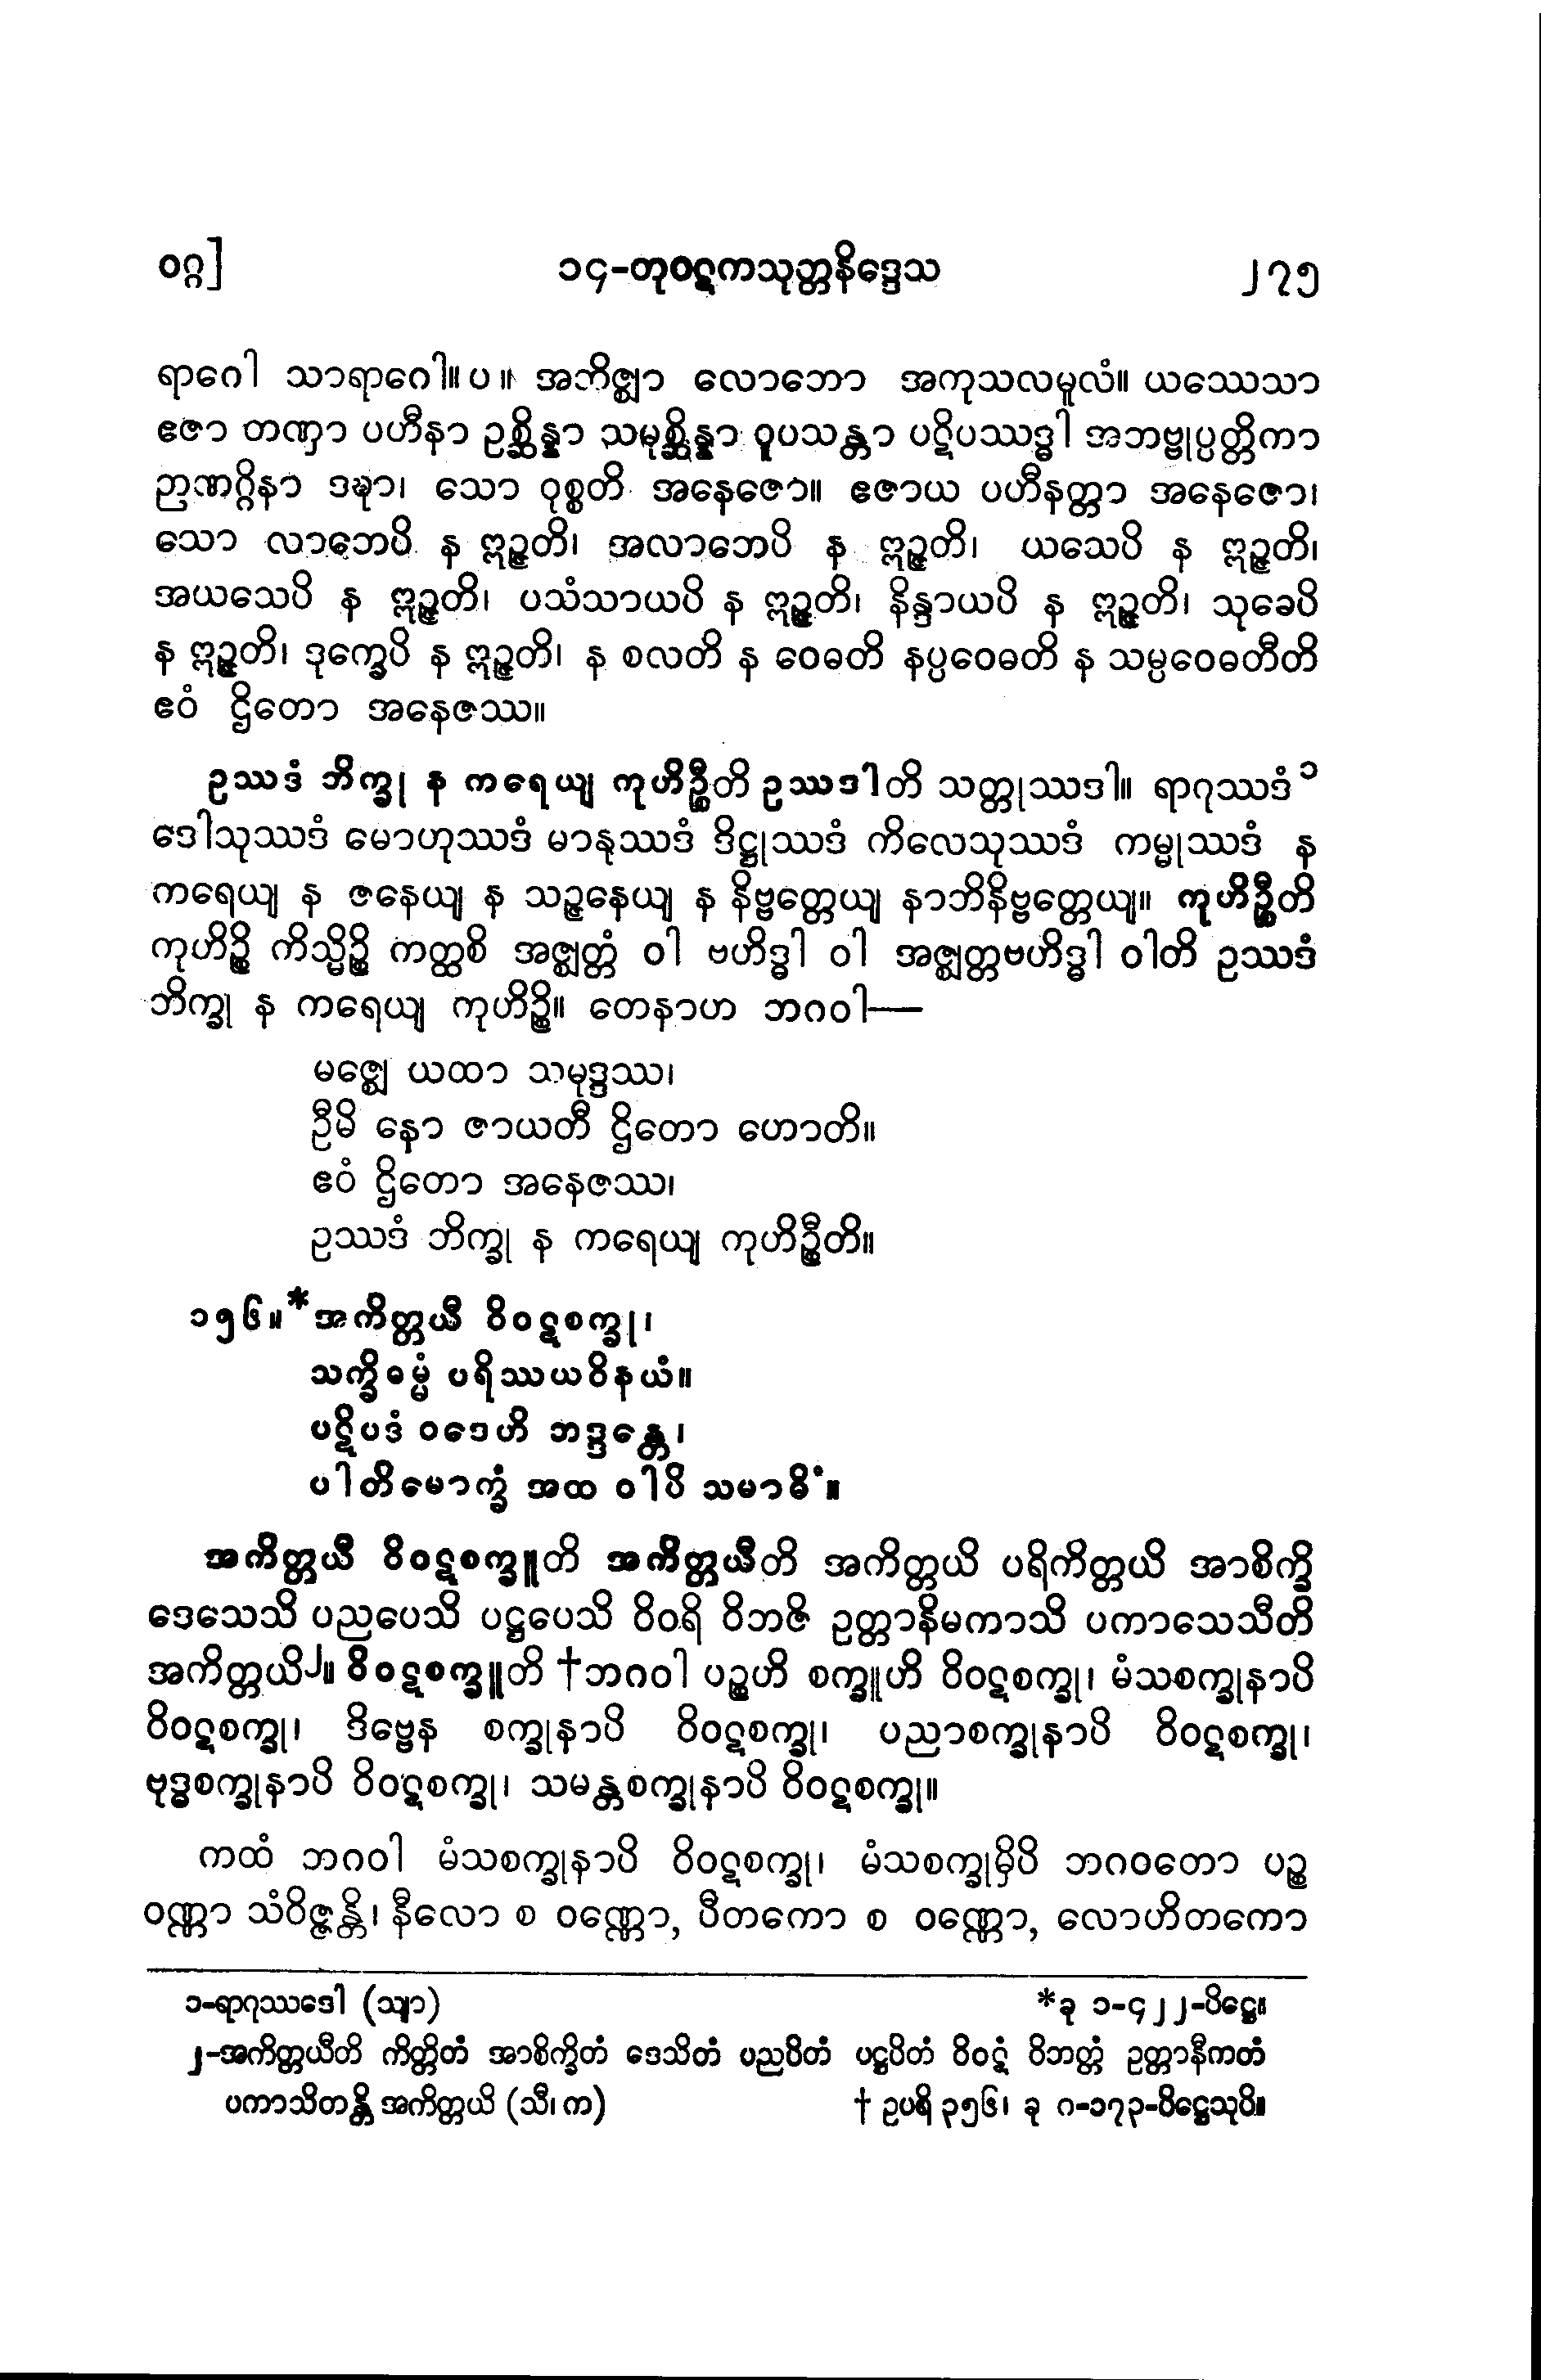 ဝဂ္ဂ] ၁၄-တုဝဋ္ဋကသုတ္တနိဒ္ဒေသ ၂၇၅
ရာဂေါ သာရာဂေါ။ ပ ။ အဘိဇ္ဈာ လောဘော အကုသလမူလံ။ ယဿေသာ
ဧဇာ တဏှာ ပဟီနာ ဥစ္ဆိန္နာ သမုစ္ဆိန္နာ ဝူပသန္တာ ပဋိပဿဒ္ဓါ အဘဗ္ဗုပ္ပတ္တိကာ
ဉာဏဂ္ဂိနာ ဒဍ္ဎာ၊ သော ဝုစ္စတိ အနေဇော။ ဧဇာယ ပဟီနတ္တာ အနေဇော၊
သော လာဘေပိ န ဣဉ္ဇတိ၊ အလာဘေပိ န ဣဉ္ဇတိ၊ ယသေပိ န ဣဉ္ဇတိ၊
အယသေပိ န ဣဉ္ဇတိ၊ ပသံသာယပိ န ဣဉ္ဇတိ၊ နိန္ဒာယပိ န ဣဉ္ဇတိ၊ သုခေပိ
န ဣဉ္ဇတိ၊ ဒုက္ခေပိ န ဣဉ္ဇတိ၊ န စလတိ န ဝေဓတိ နပ္ပဝေဓတိ န သမ္ပဝေဓတီတိ
ဧဝံ ဌိတော အနေဇဿ။
ဥဿဒံ ဘိက္ခု န ကရေယျ ကုဟိဉ္စီတိ ဥဿဒါတိ သတ္တုဿဒါ။ ရာဂုဿဒံ၁
ဒေါသုဿဒံ မောဟုဿဒံ မာနုဿဒံ ဒိဋ္ဌုဿဒံ ကိလေသုဿဒံ ကမ္မုဿဒံ န
ကရေယျ န ဇနေယျ န သဉ္ဇနေယျ န နိဗ္ဗတ္တေယျ နာဘိနိဗ္ဗတ္တေယျ။ ကုဟိဉ္စီတိ
ကုဟိဉ္စိ ကိသ္မိဉ္စိ ကတ္ထစိ အဇ္ဈတ္တံ ဝါ ဗဟိဒ္ဓါ ဝါ အဇ္ဈတ္တဗဟိဒ္ဓါ ဝါတိ ဥဿဒံ
ဘိက္ခု န ကရေယျ ကုဟိဉ္စိ။ တေနာဟ ဘဂဝါ—
မဇ္ဈေ ယထာ သမုဒ္ဒဿ၊
ဦမိ နော ဇာယတီ ဌိတော ဟောတိ။
ဧဝံ ဌိတော အနေဇဿ၊
ဥဿဒံ ဘိက္ခု န ကရေယျ ကုဟိဉ္စီတိ။
၁၅၆။ *အကိတ္တယီ ဝိဝဋ္ဋစက္ခု၊
သက္ခိဓမ္မံ ပရိဿယဝိနယံ။
ပဋိပဒံ ဝဒေဟိ ဘဒ္ဒန္တေ၊
ပါတိမောက္ခံ အထ ဝါပိ သမာဓိံ။
အကိတ္တယီ ဝိဝဋ္ဋစက္ခူတိ အကိတ္တယီတိ အကိတ္တယိ ပရိကိတ္တယိ အာစိက္ခိ
ဒေသေသိ ပညပေသိ ပဋ္ဌပေသိ ဝိဝရိ ဝိဘဇိ ဥတ္တာနိမကာသိ ပကာသေသီတိ
အကိတ္တယိ၂။ ဝိဝဋ္ဋစက္ခူတိ †ဘဂဝါ ပဉ္စဟိ စက္ခူဟိ ဝိဝဋ္ဋစက္ခု၊ မံသစက္ခုနာပိ
ဝိဝဋ္ဋစက္ခု၊ ဒိဗ္ဗေန စက္ခုနာပိ ဝိဝဋ္ဋစက္ခု၊ ပညာစက္ခုနာပိ ဝိဝဋ္ဋစက္ခု၊
ဗုဒ္ဓစက္ခုနာပိ ဝိဝဋ္ဋစက္ခု၊ သမန္တစက္ခုနာပိ ဝိဝဋ္ဋစက္ခု။
ကထံ ဘဂဝါ မံသစက္ခုနာပိ ဝိဝဋ္ဋစက္ခု၊ မံသစက္ခုမှိပိ ဘဂဝတော ပဉ္စ
ဝဏ္ဏာ သံဝိဇ္ဇန္တိ၊ နီလော စ ဝဏ္ဏော, ပီတကော စ ဝဏ္ဏော, လောဟိတကော
၁-ရာဂုဿဒေါ (သျာ) *ခု ၁-၄၂၂-ပိဋ္ဌေ။
၂-အကိတ္တယီတိ ကိတ္တိတံ အာစိက္ခိတံ ဒေသိတံ ပညပိတံ ပဋ္ဌပိတံ ဝိဝဋံ ဝိဘတ္တံ ဥတ္တာနီကတံ
ပကာသိတန္တိ အကိတ္တယိ (သီ၊ က) † ဥပရိ ၃၅၆၊ ခု ၈-၁၇၃-ပိဋ္ဌေသုပိ။